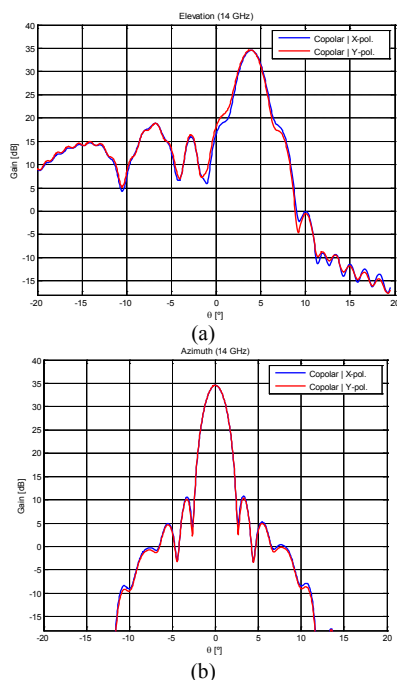 Elevation (14 GHz)
Copolar | X-pol.
Copolar | Y-pol.
Gain [dB]
40
35
30
25
20
15
10
5
0
-5
-10
-15
-20 -15 -10 -5 0 5 10 15 20
θ [º]
(a)
Azimuth (14 GHz)
Copolar | X-pol.
Copolar | Y-pol.
Gain [dB]
40
35
30
25
20
15
10
5
0
-5
-10
-15
-20 -15 -10 -5 0 5 10 15 20
θ [º]
(b)